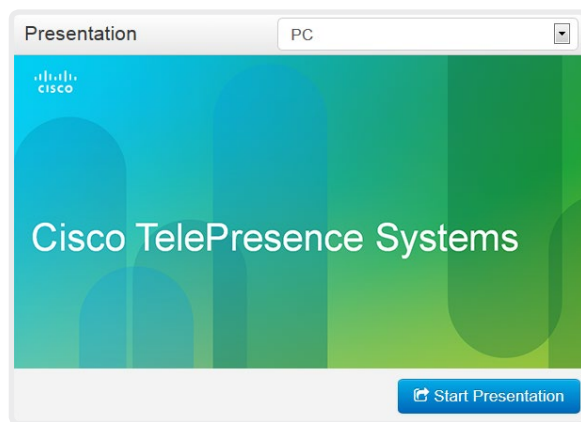 Presentation
PC
CISCO
Cisco TelePresence Systems
Start Presentation